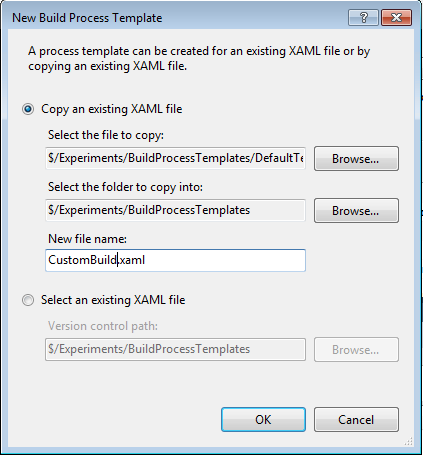 New Build Process Template
A process template can be created for an existing XAML file or by
copying an existing XAML file.
Copy an existing XAML file
Select the file to copy:
$/Experiments/BuildProcessTemplates/DefaultTe
Browse...
Select the folder to copy into:
$/Experiments/BuildProcessTemplates
Browse...
New file name:
CustomBuild.xaml
Select an existing XAML file
Version control path:
$/Experiments/BuildProcessTemplates
Browse...
OK
Cancel